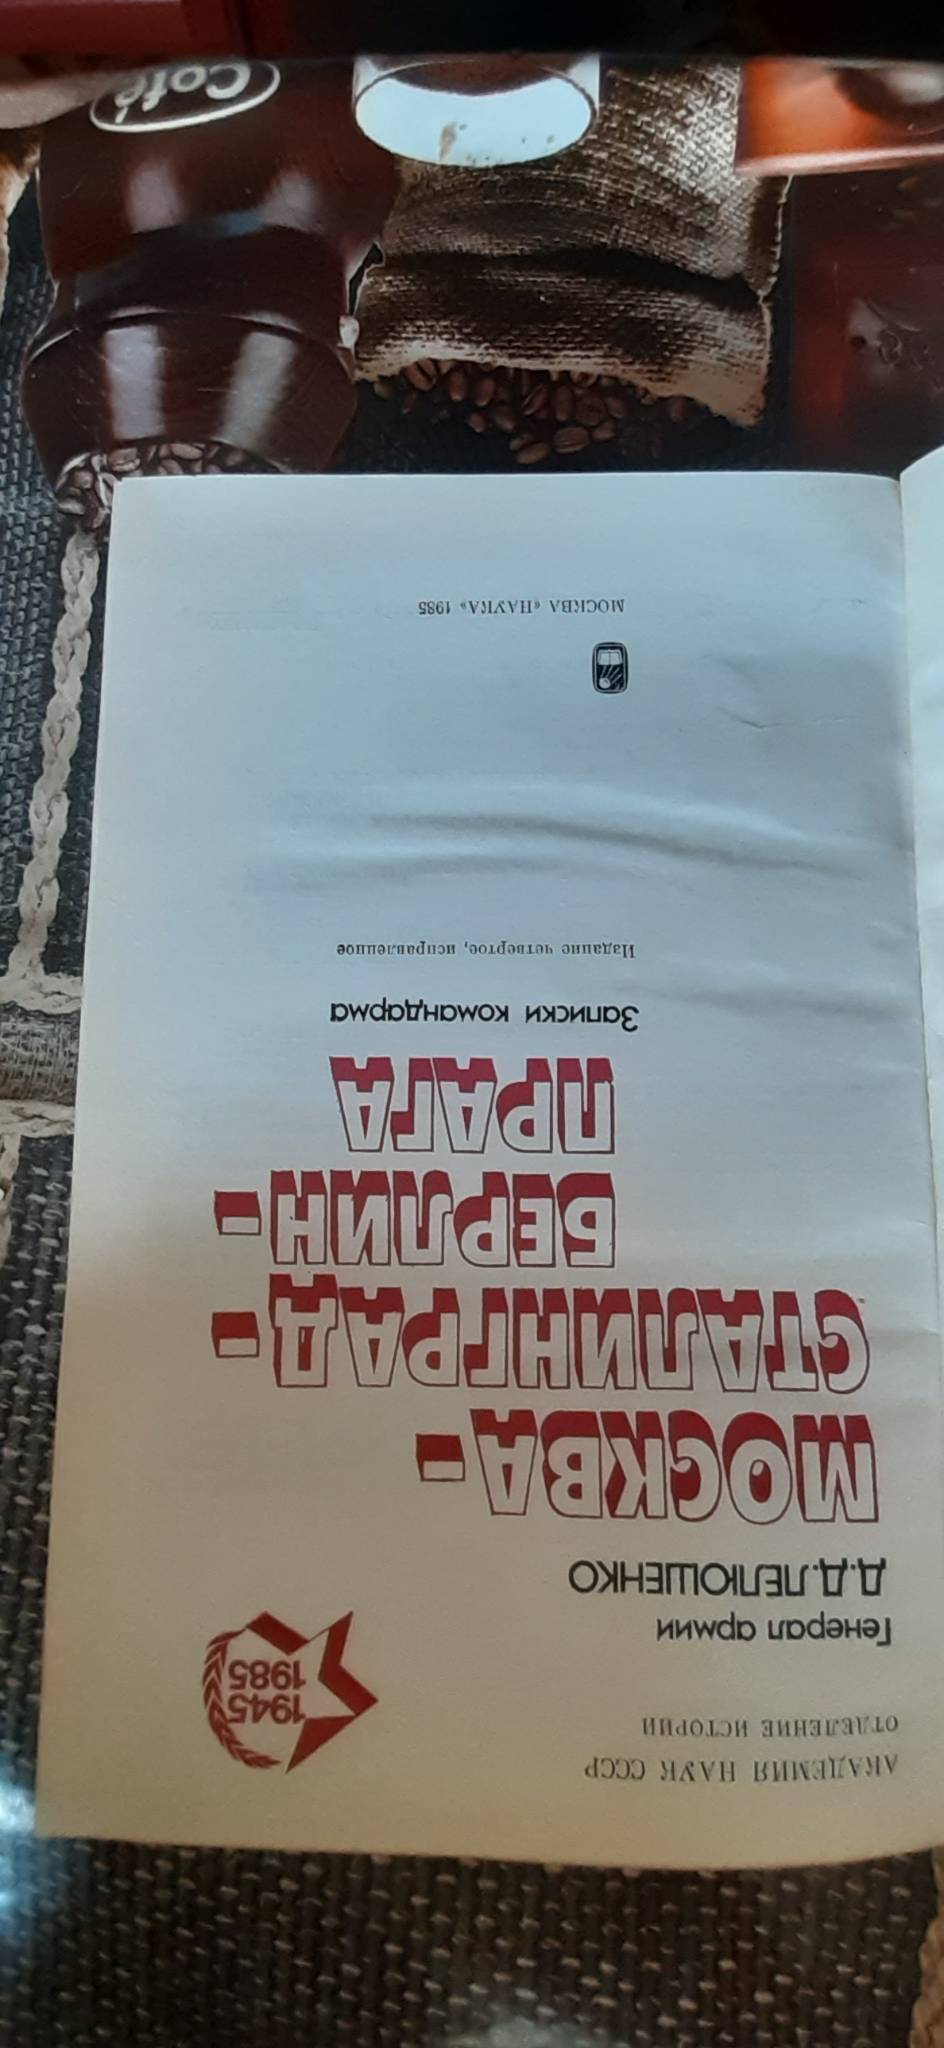 АКАДЕМИЯ НАУК СССР
ОТДЕЛЕНИЕ ИСТОРИИ
1945
1985
Генерал армии
Д.Д.ЛЕЛЮШЕНКО
МОСКВА-
СТАЛИНГРАД-
БЕРЛИН-
ПРАГА
Записки командарма
Издание четвертое, исправленное
МОСКВА «НАУКА» 1985
Café